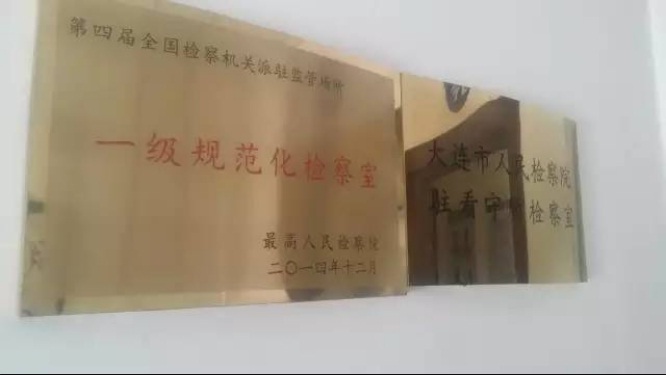 第四届全国检察机关派驻监管场所
一级规范化检察室
最高人民检察院
二〇一四年十二月
大连市人民检察院
驻看守所检察室